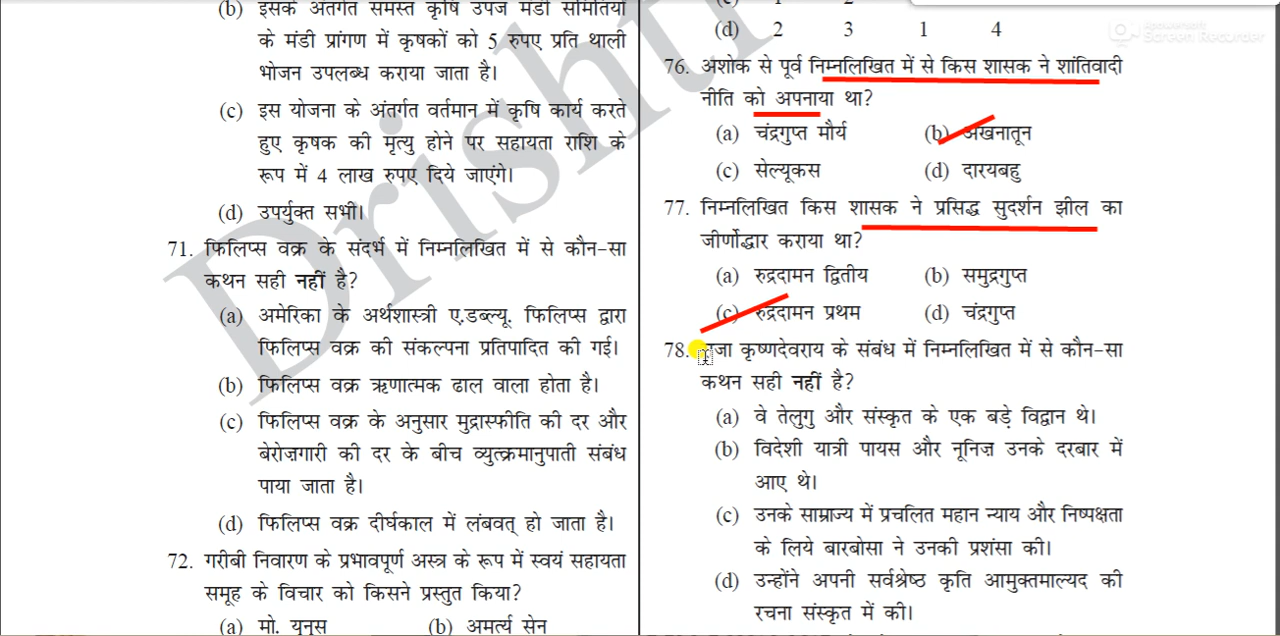 (b) इसके अंतर्गत समस्त कृषि उपज मंडी समितियों
के मंडी प्रांगण में कृषकों को 5 रुपए प्रति थाली
भोजन उपलब्ध कराया जाता है।
(c) इस योजना के अंतर्गत वर्तमान में कृषि कार्य करते
हुए कृषक की मृत्यु होने पर सहायता राशि के
रूप में 4 लाख रुपए दिये जाएंगे।
(d) उपर्युक्त सभी।
71. फिलिप्स वक्र के संदर्भ में निम्नलिखित में से कौन-सा
कथन सही नहीं है?
(a) अमेरिका के अर्थशास्त्री ए.डब्ल्यू. फिलिप्स द्वारा
फिलिप्स वक्र की संकल्पना प्रतिपादित की गई।
(b) फिलिप्स वक्र ऋणात्मक ढाल वाला होता है।
(c) फिलिप्स वक्र के अनुसार मुद्रास्फीति की दर और
बेरोज़गारी की दर के बीच व्युत्क्रमानुपाती संबंध
पाया जाता है।
(d) फिलिप्स वक्र दीर्घकाल में लंबवत् हो जाता है।
72. गरीबी निवारण के प्रभावपूर्ण अस्त्र के रूप में स्वयं सहायता
समूह के विचार को किसने प्रस्तुत किया?
(a) मो. यूनुस (b) अमर्त्य सेन
(d) 2 3 1 4
76. अशोक से पूर्व निम्नलिखित में से किस शासक ने शांतिवादी
नीति को अपनाया था?
(a) चंद्रगुप्त मौर्य (b) अखनातून
(c) सेल्यूकस (d) दारयबहु
77. निम्नलिखित किस शासक ने प्रसिद्ध सुदर्शन झील का
जीर्णोद्धार कराया था?
(a) रुद्रदामन द्वितीय (b) समुद्रगुप्त
(c) रुद्रदामन प्रथम (d) चंद्रगुप्त
78. राजा कृष्णदेवराय के संबंध में निम्नलिखित में से कौन-सा
कथन सही नहीं है?
(a) वे तेलुगु और संस्कृत के एक बड़े विद्वान थे।
(b) विदेशी यात्री पायस और नूनिज़ उनके दरबार में
आए थे।
(c) उनके साम्राज्य में प्रचलित महान न्याय और निष्पक्षता
के लिये बारबोसा ने उनकी प्रशंसा की।
(d) उन्होंने अपनी सर्वश्रेष्ठ कृति आमुक्तमाल्यद की
रचना संस्कृत में की।
Drishti
Apowersoft
Screen Recorder